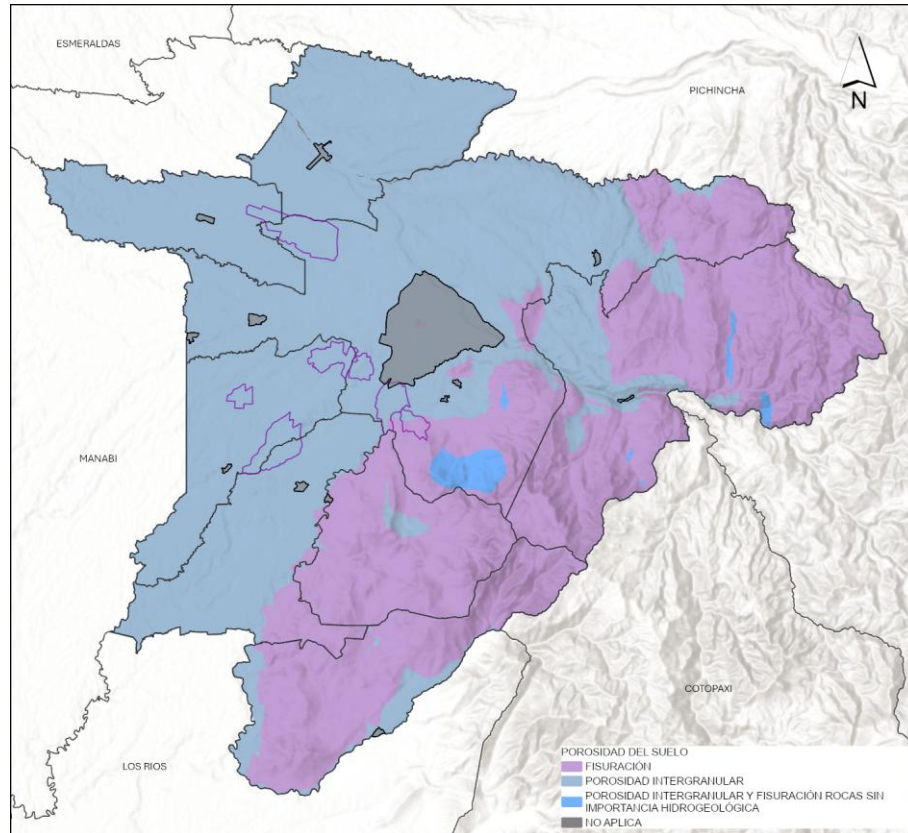 ESMERALDAS
PICHINCHA
N
MANABI
COTOPAXI
LOS RIOS
POROSIDAD DEL SUELO
FISURACIÓN
POROSIDAD INTERGRANULAR
POROSIDAD INTERGRANULAR Y FISURACIÓN ROCAS SIN
IMPORTANCIA HIDROGEOLÓGICA
NO APLICA